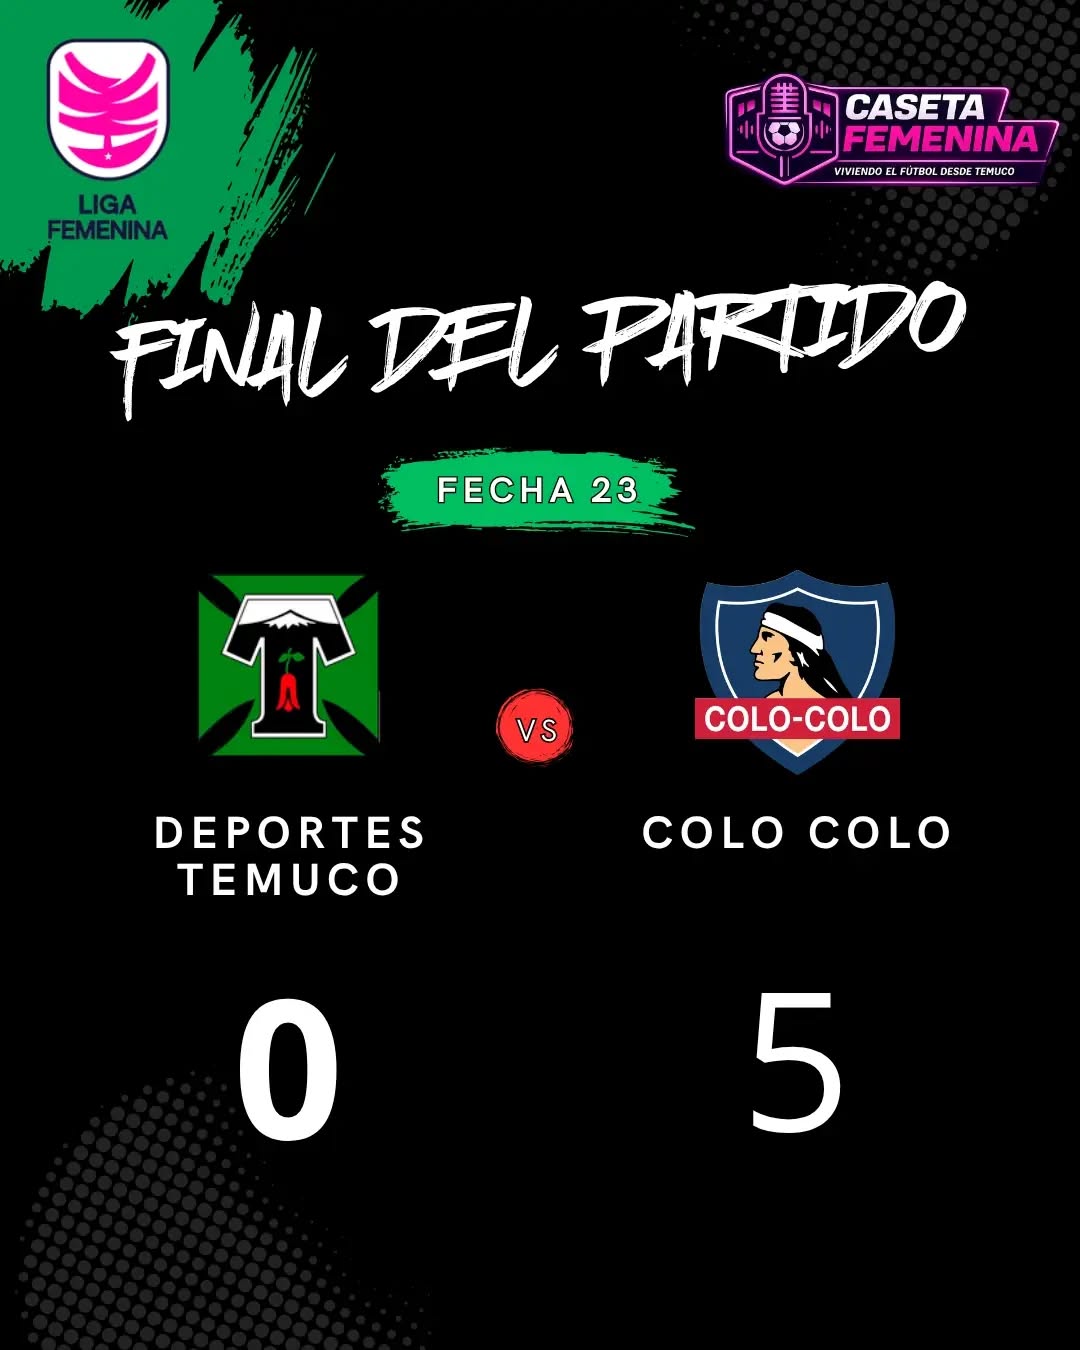 LIGA
FEMENINA
CASETA
FEMENINA
VIVIENDO EL FÚTBOL DESDE TEMUCO
FINAL DEL PARTIDO
FECHA 23
T
VS
COLO-COLO
DEPORTES
TEMUCO
COLO COLO
0
5